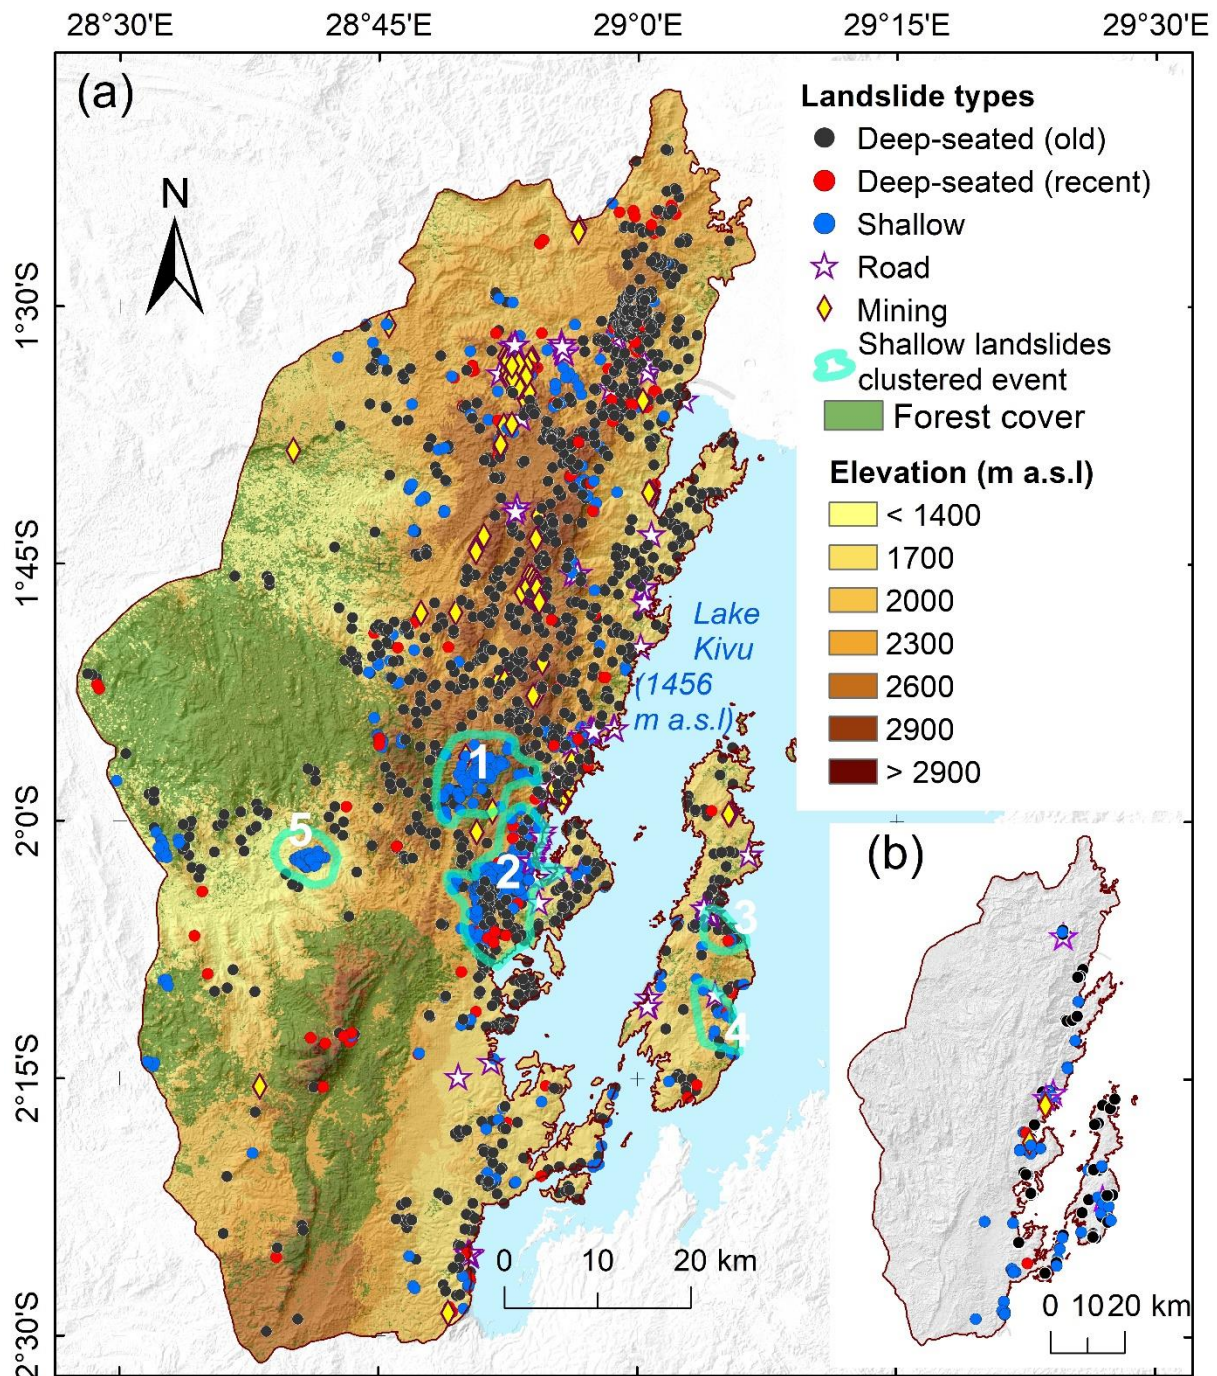 28°30'E 28°45'E 29°0'E 29°15'E 29°30'E
(a)
N
Landslide types
Deep-seated (old)
Deep-seated (recent)
Shallow
Road
Mining
Shallow landslides
clustered event
Forest cover
Elevation (m a.s.l)
< 1400
1700
2000
2300
2600
2900
> 2900
1°30'S
1°45'S
2°0'S
2°15'S
2°30'S
Lake
Kivu
(1456
m a.s.l)
1
2
3
4
5
0 10 20 km
(b)
0 10 20 km